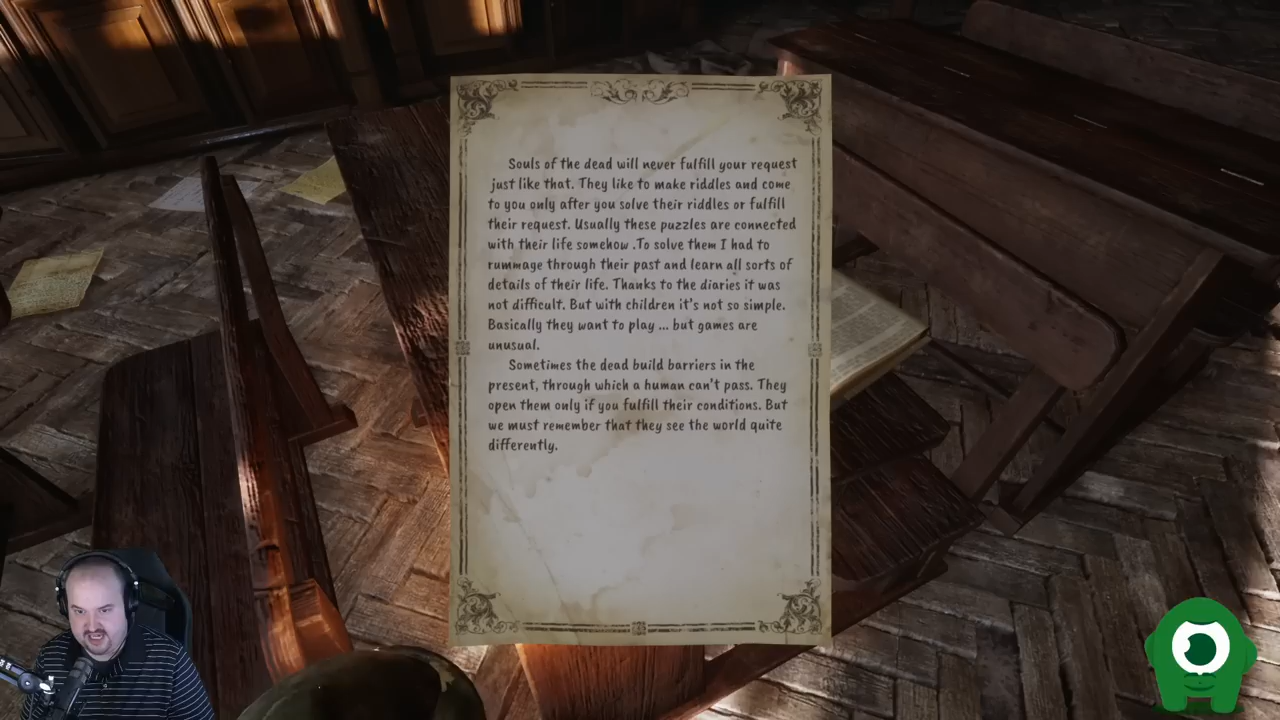 Souls of the dead will never fulfill your request
just like that. They like to make riddles and come
to you only after you solve their riddles or fulfill
their request. Usually these puzzles are connected
with their life somehow .To solve them I had to
rummage through their past and learn all sorts of
details of their life. Thanks to the diaries it was
not difficult. But with children it's not so simple.
Basically they want to play ... but games are
unusual.
Sometimes the dead build barriers in the
present, through which a human can't pass. They
open them only if you fulfill their conditions. But
we must remember that they see the world quite
differently.